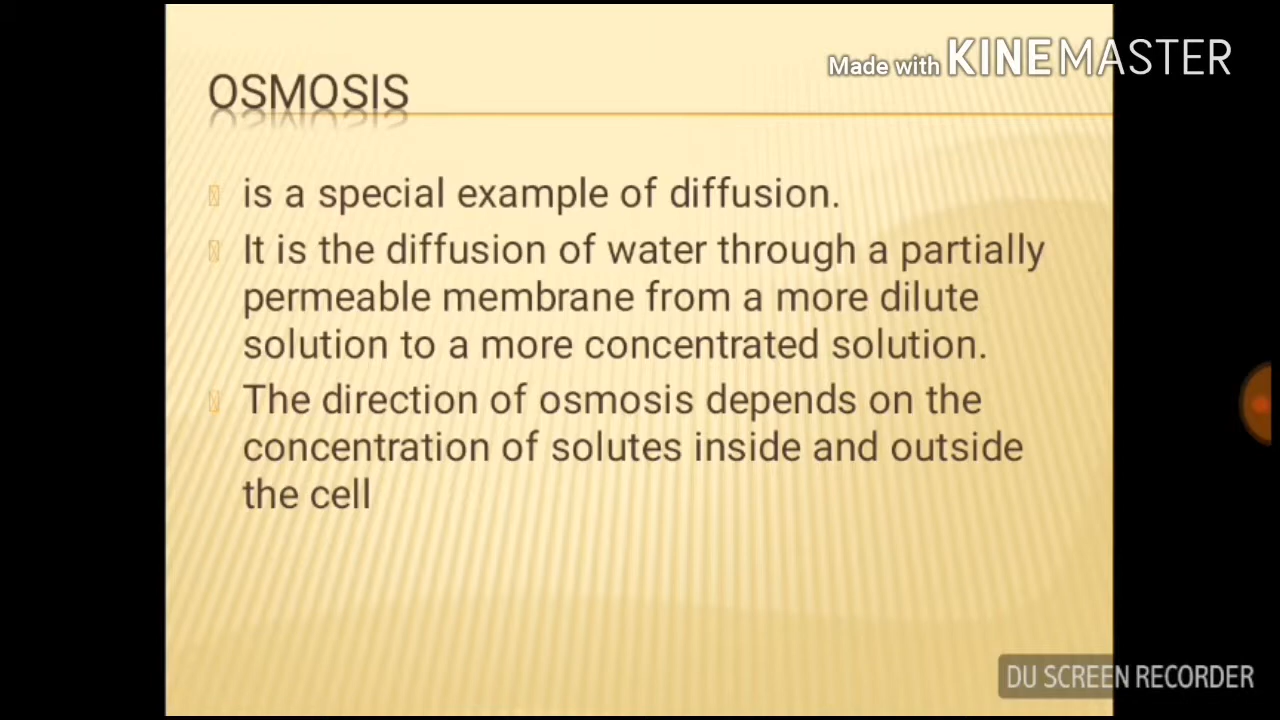 Made with KINEMASTER
OSMOSIS
is a special example of diffusion.
It is the diffusion of water through a partially
permeable membrane from a more dilute
solution to a more concentrated solution.
The direction of osmosis depends on the
concentration of solutes inside and outside
the cell
DU SCREEN RECORDER